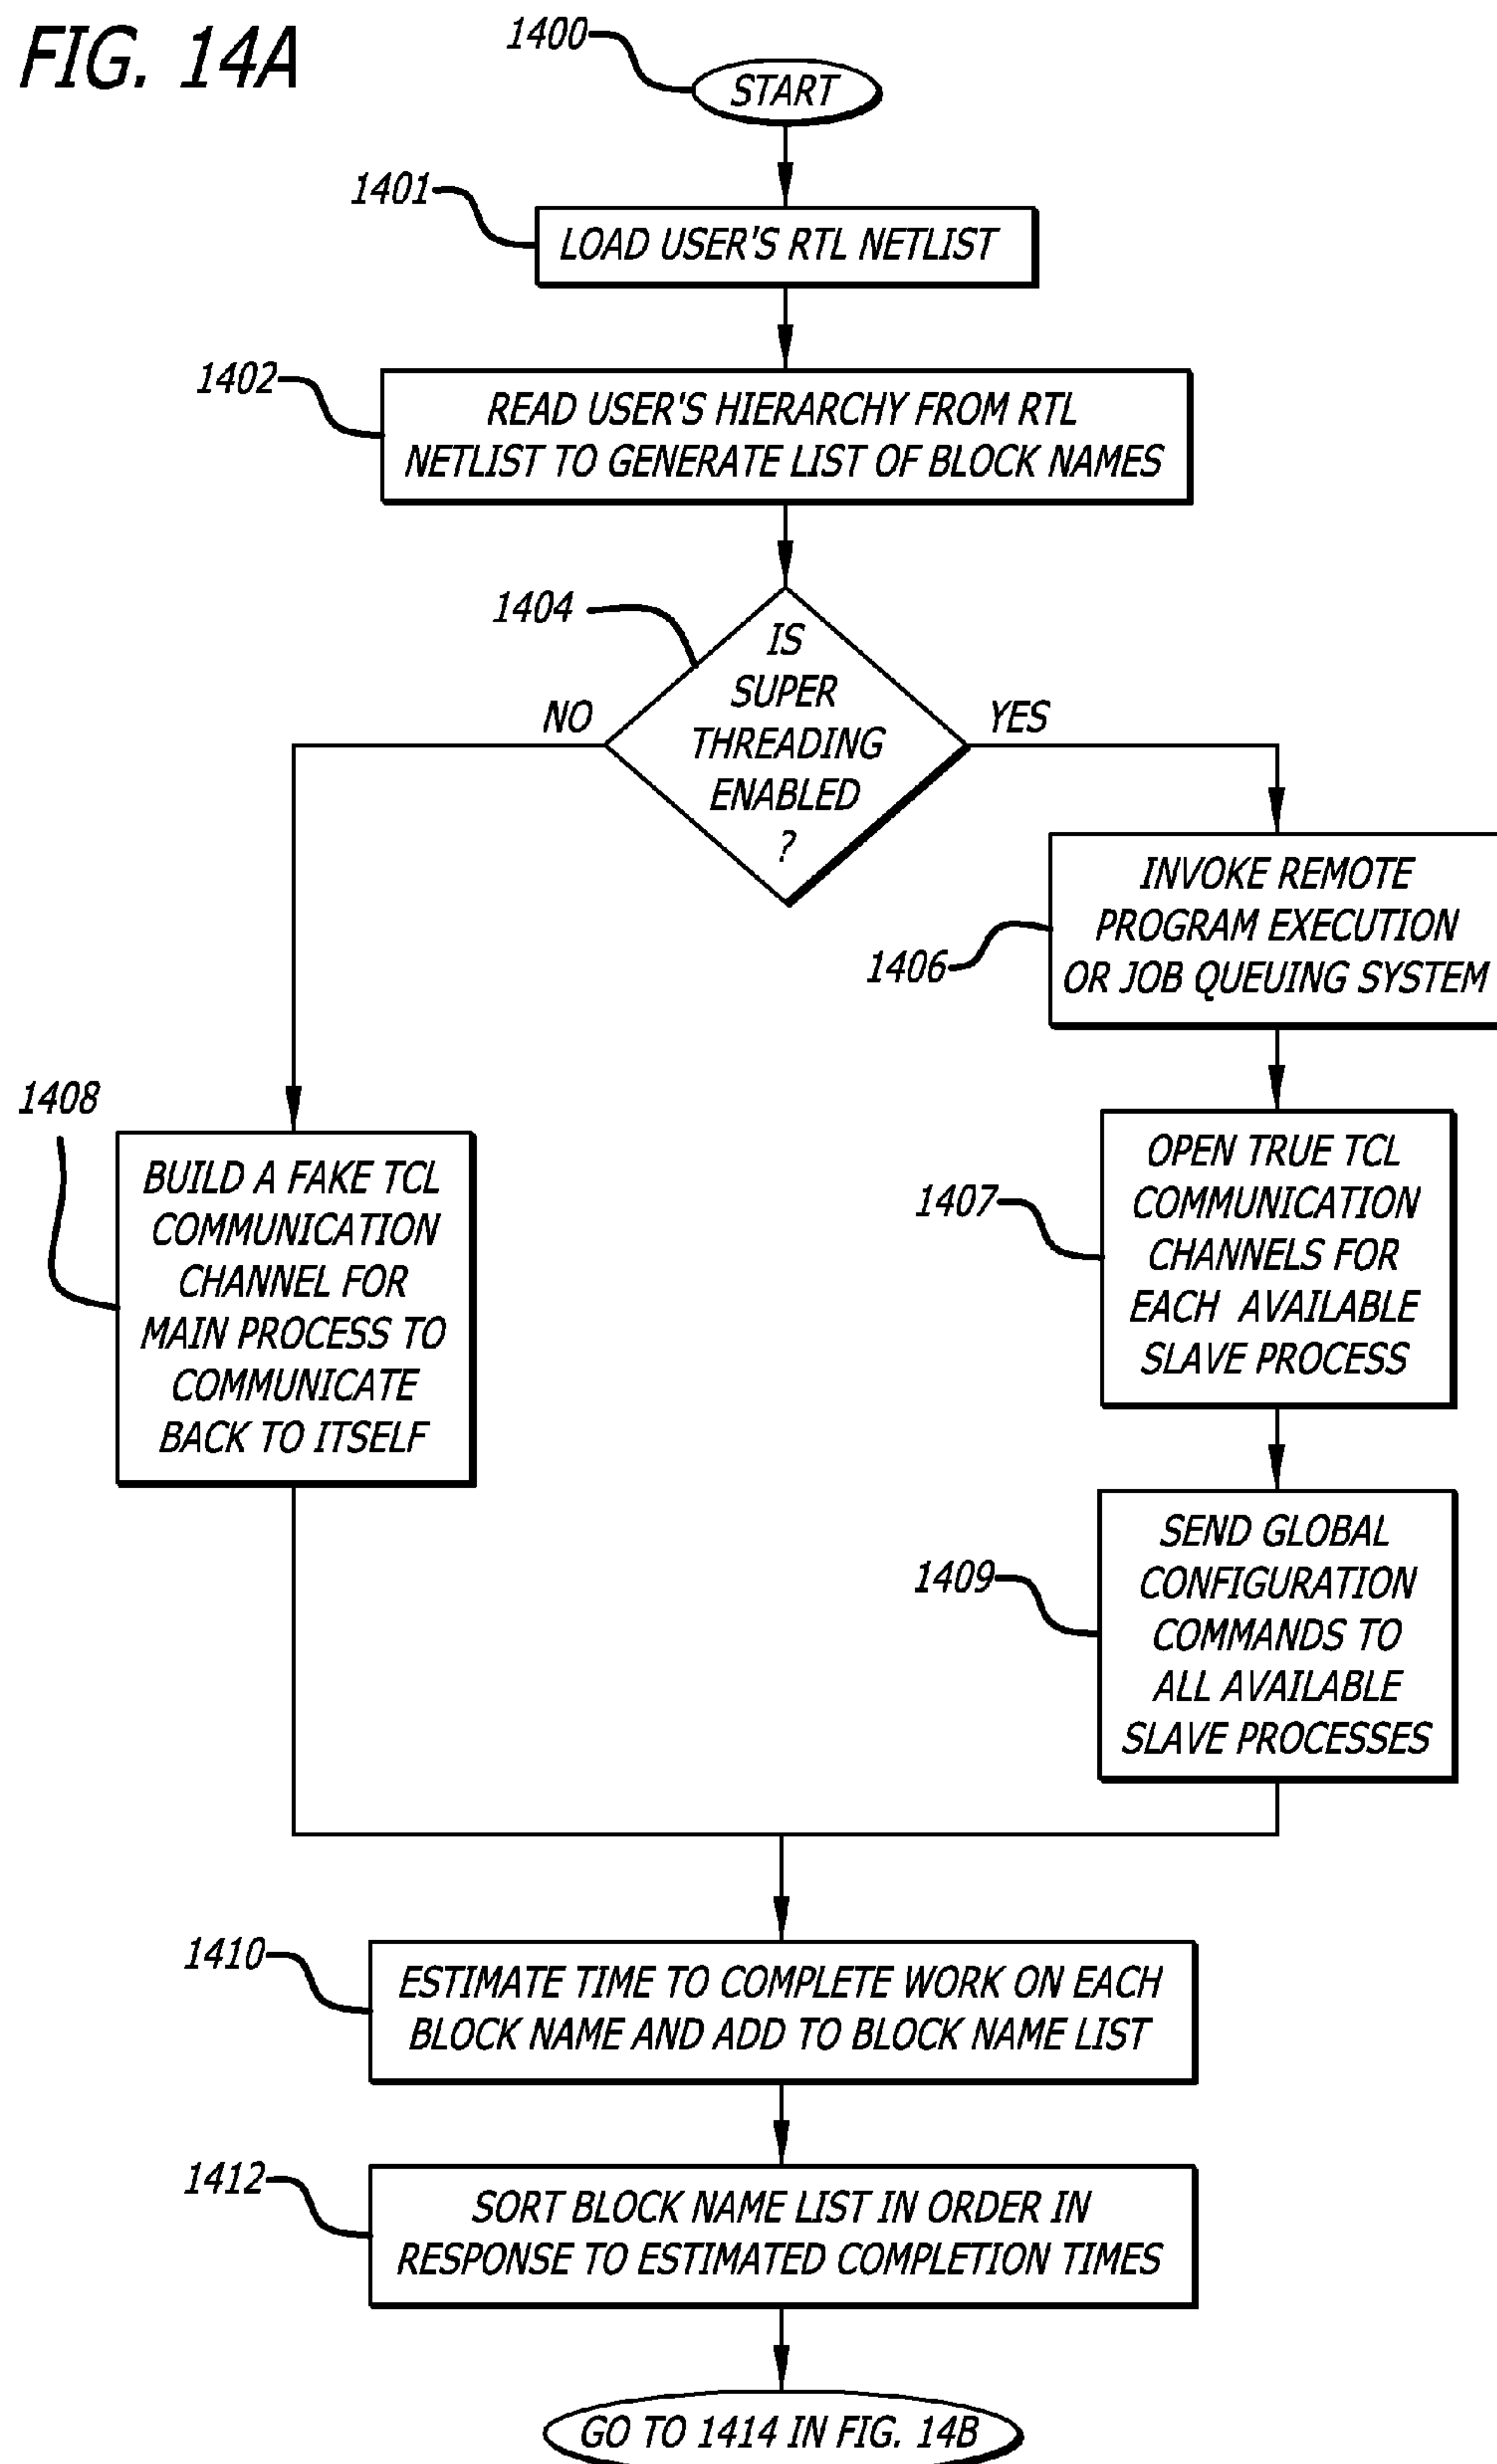 FIG. 14A
1400
START
1401
LOAD USER'S RTL NETLIST
1402
READ USER'S HIERARCHY FROM RTL
NETLIST TO GENERATE LIST OF BLOCK NAMES
1404
IS
SUPER
THREADING
ENABLED
?
NO
YES
INVOKE REMOTE
PROGRAM EXECUTION
OR JOB QUEUING SYSTEM
1406
1408
BUILD A FAKE TCL
COMMUNICATION
CHANNEL FOR
MAIN PROCESS TO
COMMUNICATE
BACK TO ITSELF
1407
OPEN TRUE TCL
COMMUNICATION
CHANNELS FOR
EACH AVAILABLE
SLAVE PROCESS
1409
SEND GLOBAL
CONFIGURATION
COMMANDS TO
ALL AVAILABLE
SLAVE PROCESSES
1410
ESTIMATE TIME TO COMPLETE WORK ON EACH
BLOCK NAME AND ADD TO BLOCK NAME LIST
1412
SORT BLOCK NAME LIST IN ORDER IN
RESPONSE TO ESTIMATED COMPLETION TIMES
GO TO 1414 IN FIG. 14B